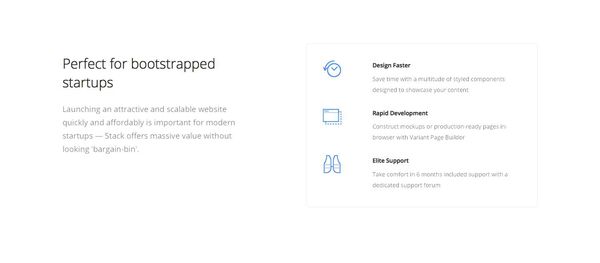 Perfect for bootstrapped
startups
Launching an attractive and scalable website
quickly and affordably is important for modern
startups — Stack offers massive value without
looking 'bargain-bin'.
Design Faster
Save time with a multitude of styled components
designed to showcase your content
Rapid Development
Construct mockups or production-ready pages in-
browser with Variant Page Builder
Elite Support
Take comfort in 6 months included support with a
dedicated support forum